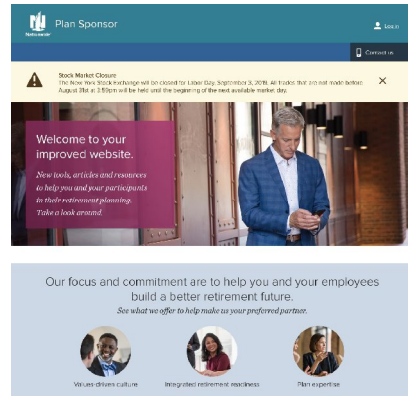 Plan Sponsor
Log in
Nationwide
Contact us
Stock Market Closure
The New York Stock Exchange will be closed for Labor Day, September 3, 2018. All trades that are not made before
August 31st at 3:59pm will be held until the beginning of the next available market day.
Welcome to your
improved website.
New tools, articles and resources
to help you and your participants
in their retirement planning.
Take a look around.
Our focus and commitment are to help you and your employees
build a better retirement future.
See what we offer to help make us your preferred partner.
Values-driven culture
Integrated retirement readiness
Plan expertise